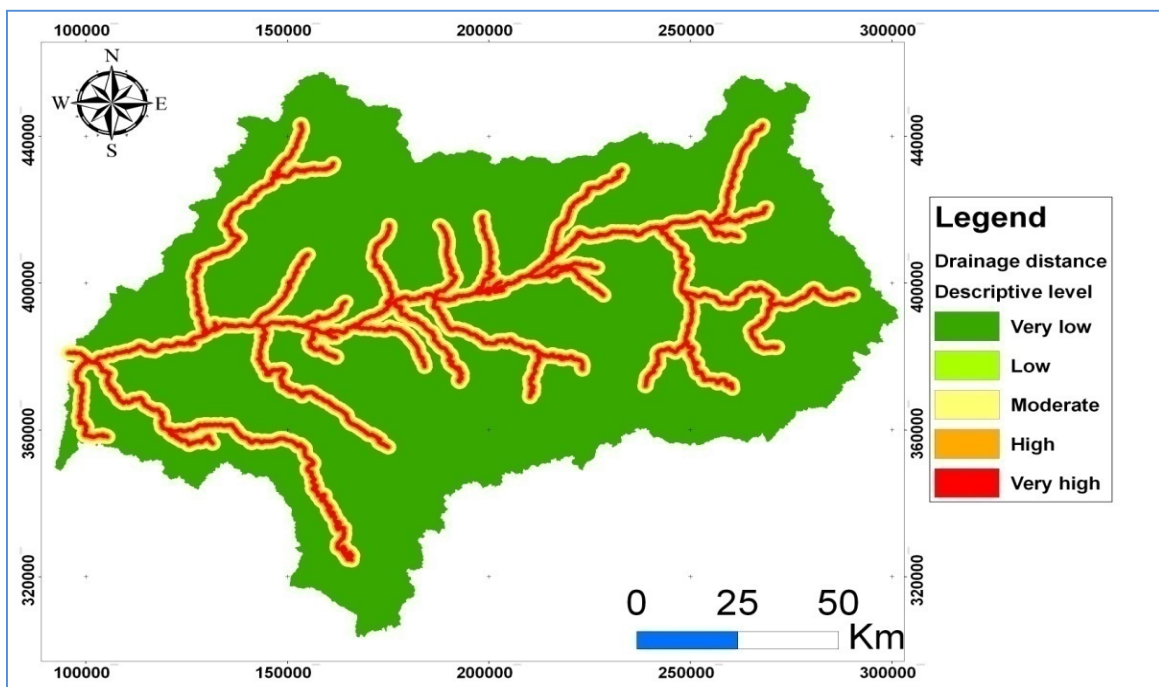 100000 150000 200000 250000 300000
N
W E
S
440000 440000
400000 400000
360000 360000
320000 320000
Legend
Drainage distance
Descriptive level
Very low
Low
Moderate
High
Very high
0 25 50
Km
100000 150000 200000 250000 300000